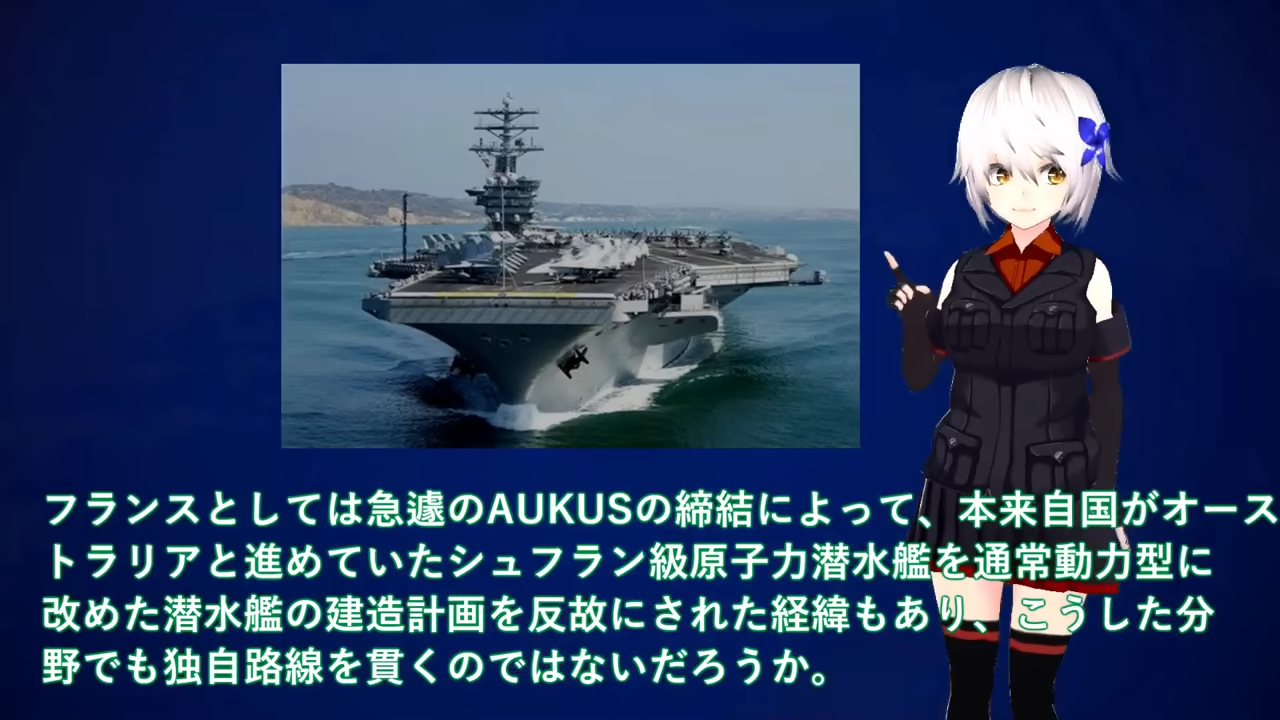 フランスとしては急遽のAUKUSの締結によって、本来自国がオース
トラリアと進めていたシュフラン級原子力潜水艦を通常動力型に
改めた潜水艦の建造計画を反故にされた経緯もあり、こうした分
野でも独自路線を貫くのではないだろうか。